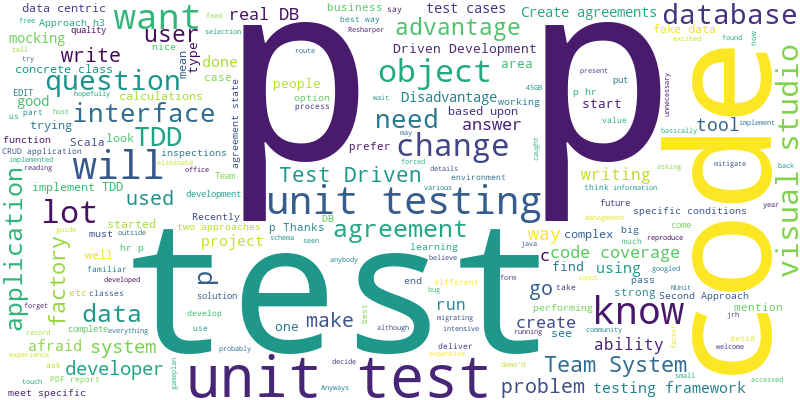 data centric
free
Approach h3
mocking
quality
nice
tell
try
write
concrete class
question
EDIT
hopefully
good
calculations
us
part
host
trying
interface
function
Scala
look
TDD
CRUD application
implemented
reading
will
inspections
eliminate
office
implement TDD
Team
application
used
development
lot
Recently
started
two approaches
DB
must
outside
project
schema
seen
factory
guide
well
hr p
familiar
developed
p
solution
data
etc
classes
forget
develop
complete
everything
use
one
make
afraid
system
record
probably
although
experience
ask
developer
touch
PDF report
gameplan
meet specific
unit test
Anyways
want
feed
real DB
user
type
mean
selection
say
done
case
agreement state
people
option
process
route
p
p
business
best way
Resharper
test cases
Create agreements
advantage
Driven Development
area
object
Disadvantage
working
need
based upon
answer
prefer
wait
may
change
forced
details
Test Driven
environment
various
unit testing
agreement
learning
anybody
believe
java
test
end
bug
different
run
form
migrating
intensive
running
best
deliver
demo'd
decide
expensive
database
fake data
excited
found
now
type
present
put
p hr
start
value
45GB
unnecessary
tool
implement
basically
mitigate
caught
writing
asking
back
think
information
future
year
specific conditions
way
complex
big
come
much
reproduce
management
c
code coverage
googled
find
using
pass
NUnit
go
take
strong
Second Approach
mention
performing
input
know
factor
jrh
create
see
community
ability
avoid
welcome
Team System
small
accessed
problem
testing framework
code
visual studio